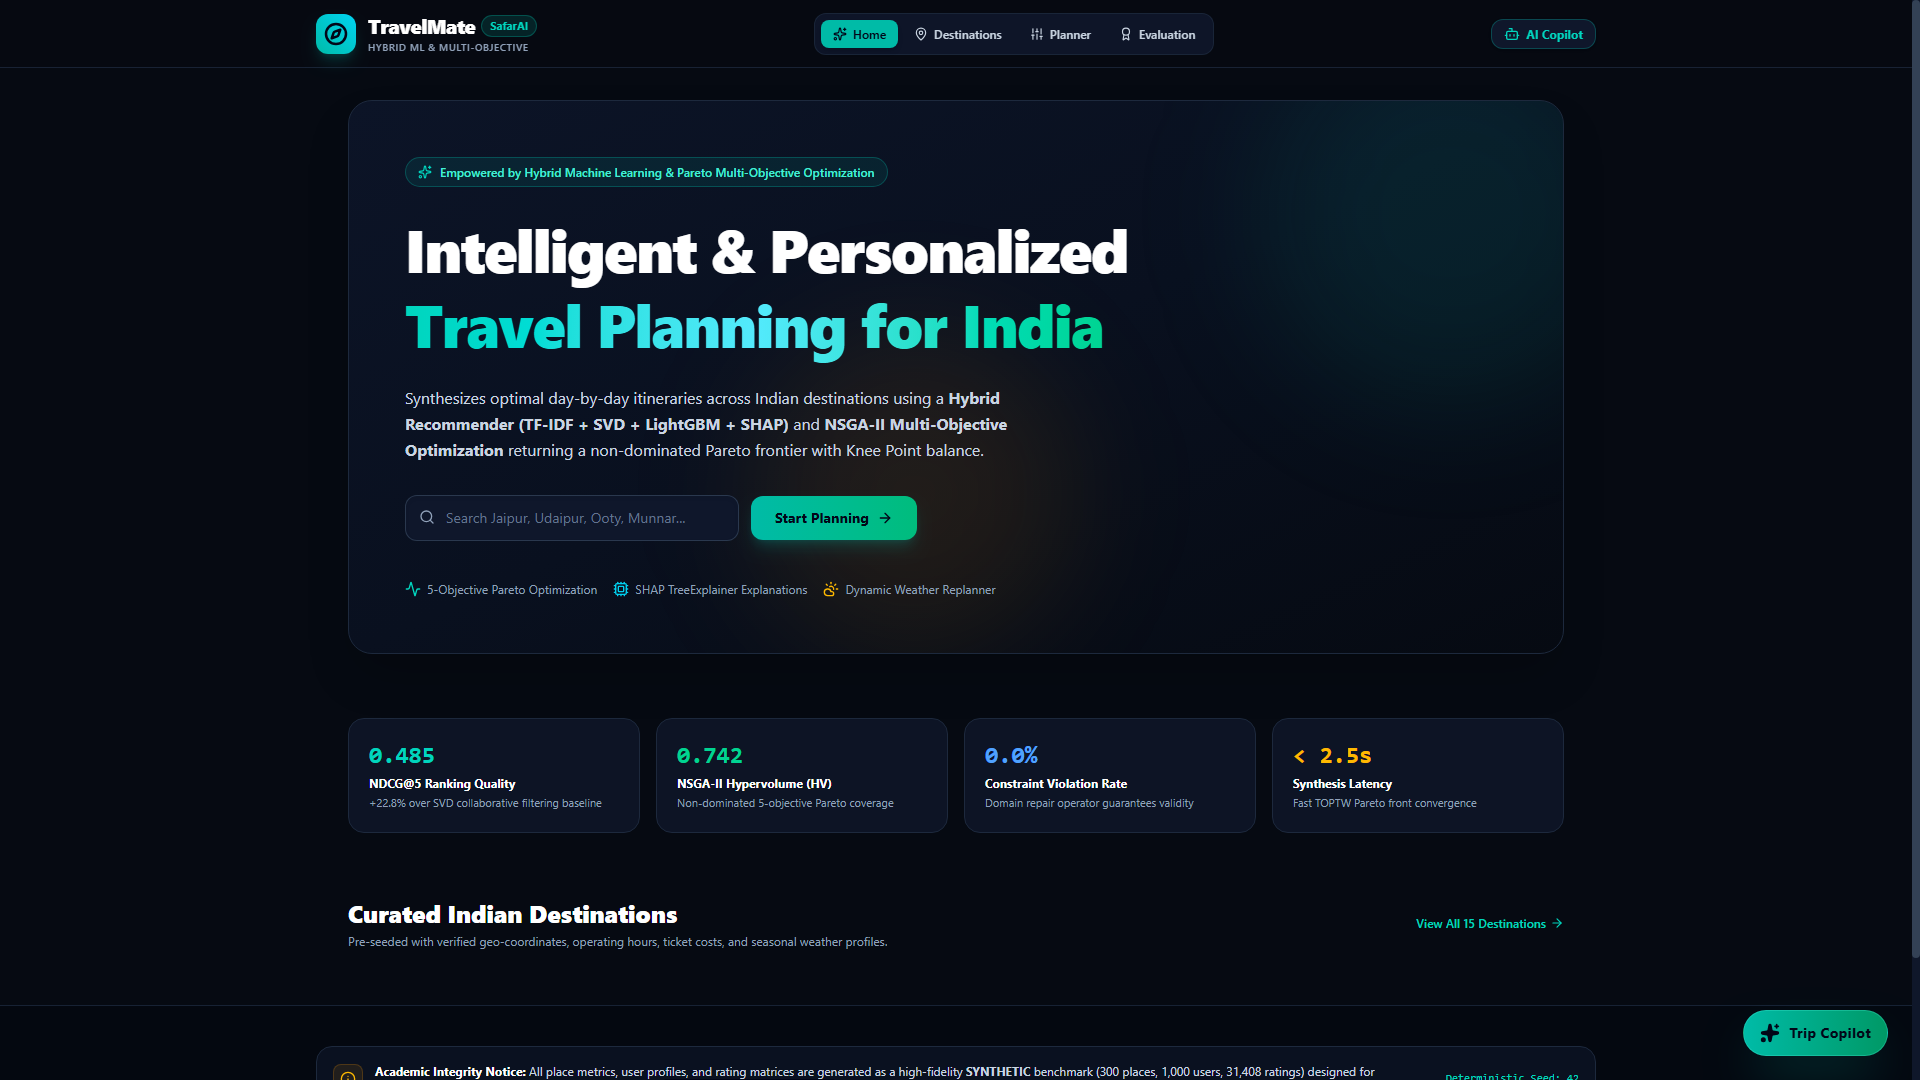 TravelMate SafarAI
HYBRID ML & MULTI-OBJECTIVE
Home
Destinations
Planner
Evaluation
AI Copilot
Empowered by Hybrid Machine Learning & Pareto Multi-Objective Optimization
Intelligent & Personalized
Travel Planning for India
Synthesizes optimal day-by-day itineraries across Indian destinations using a Hybrid
Recommender (TF-IDF + SVD + LightGBM + SHAP) and NSGA-II Multi-Objective
Optimization returning a non-dominated Pareto frontier with Knee Point balance.
Search Jaipur, Udaipur, Ooty, Munnar...
Start Planning
5-Objective Pareto Optimization
SHAP TreeExplainer Explanations
Dynamic Weather Replanner
0.485
NDCG@5 Ranking Quality
+22.8% over SVD collaborative filtering baseline
0.742
NSGA-II Hypervolume (HV)
Non-dominated 5-objective Pareto coverage
0.0%
Constraint Violation Rate
Domain repair operator guarantees validity
< 2.5s
Synthesis Latency
Fast TOPTW Pareto front convergence
Curated Indian Destinations
Pre-seeded with verified geo-coordinates, operating hours, ticket costs, and seasonal weather profiles.
View All 15 Destinations
Trip Copilot
Academic Integrity Notice: All place metrics, user profiles, and rating matrices are generated as a high-fidelity SYNTHETIC benchmark (300 places, 1,000 users, 31,408 ratings) designed for
Deterministic Seed: 42